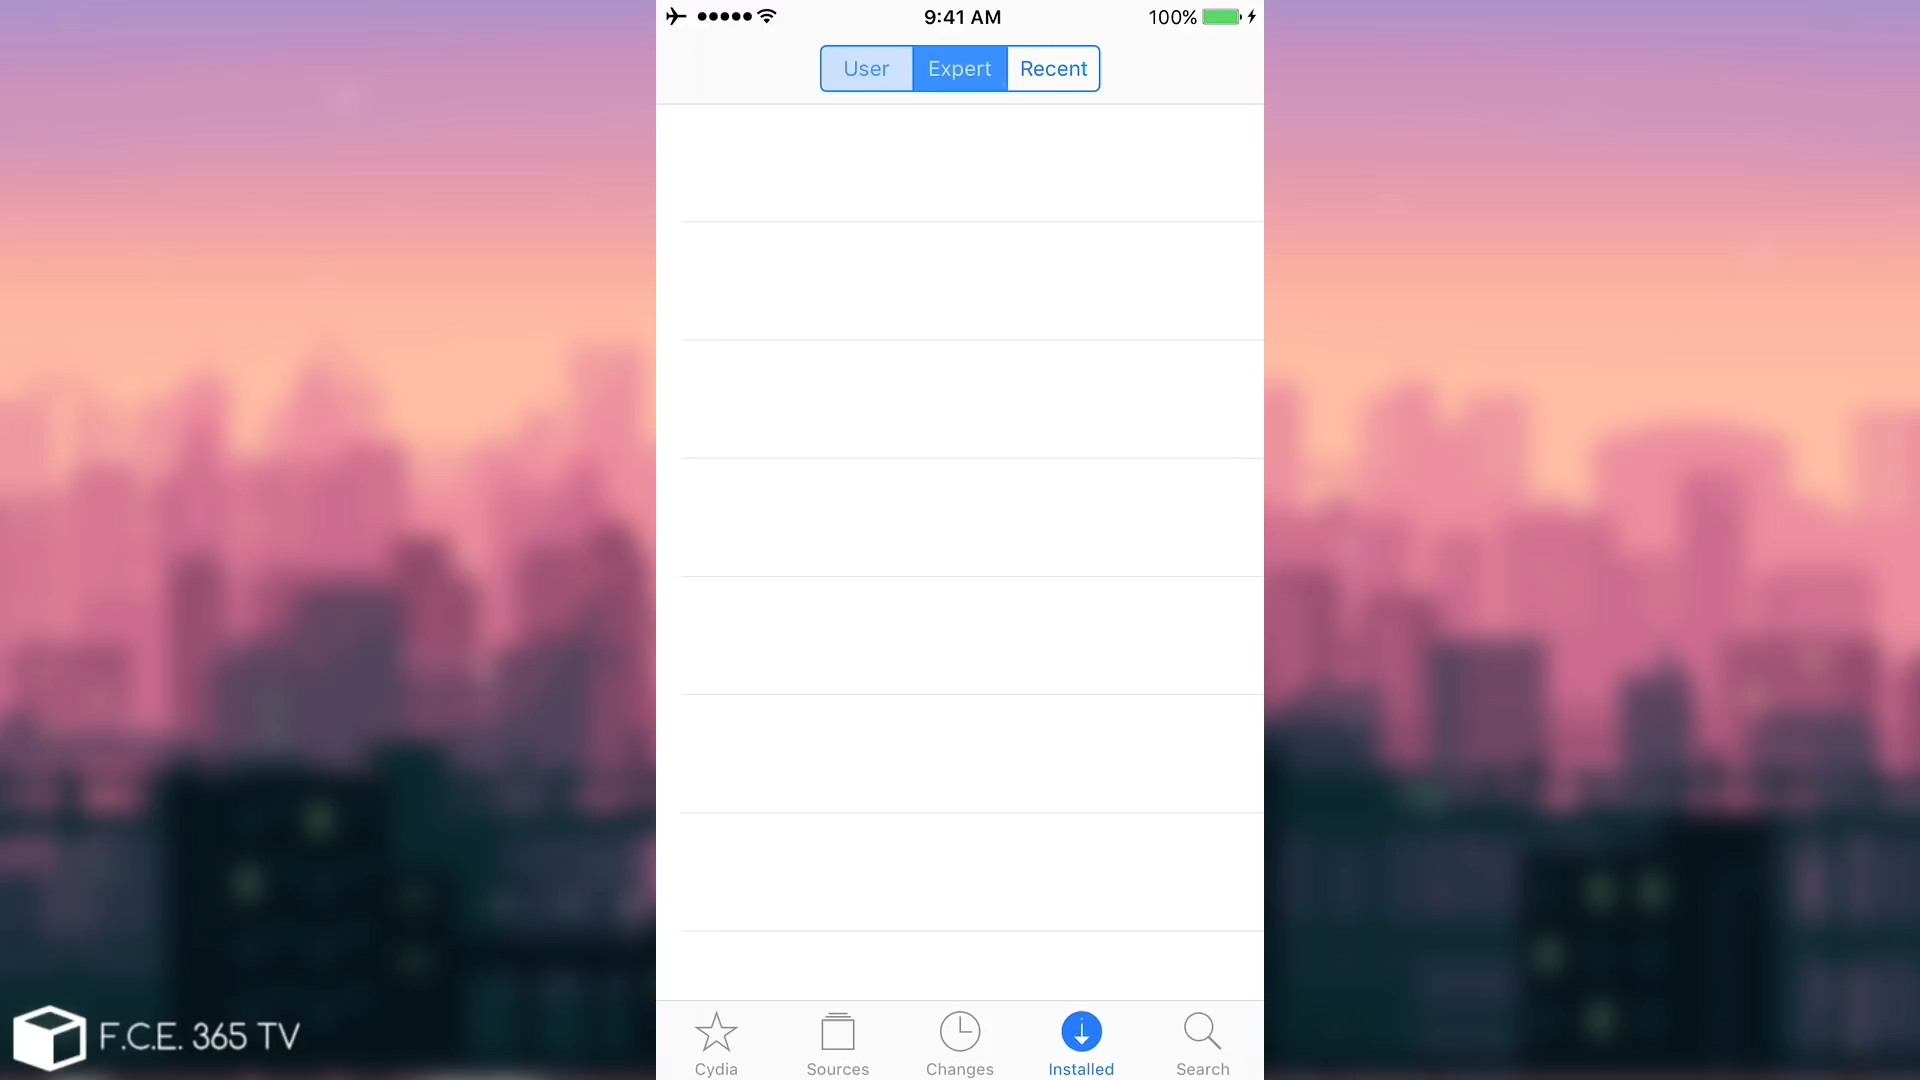 9:41 AM
100%
User Expert Recent
Cydia Sources Changes Installed Search
F.C.E. 365 TV